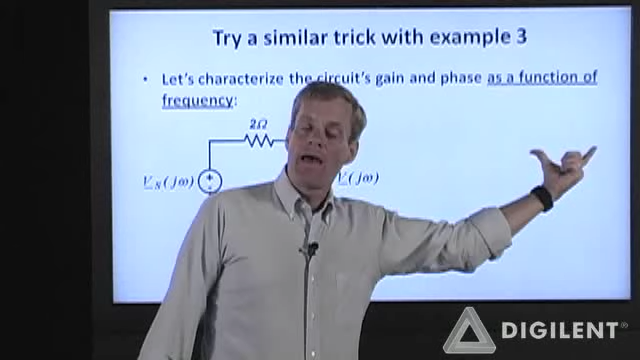 Try a similar trick with example 3
• Let's characterize the circuit's gain and phase as a function of
frequency:
2Ω
V_S(jω)
+
-
V(jω)
DIGILENT®